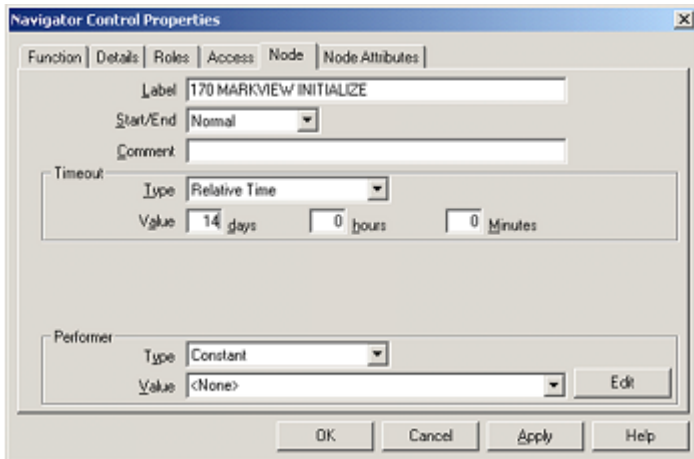 Navigator Control Properties
Function Details Roles Access Node Node Attributes
Label 170 MARKVIEW INITIALIZE
Start/End Normal
Comment
Timeout
Type Relative Time
Value 14 days 0 hours 0 Minutes
Performer
Type Constant
Value <None> Edit
OK Cancel Apply Help